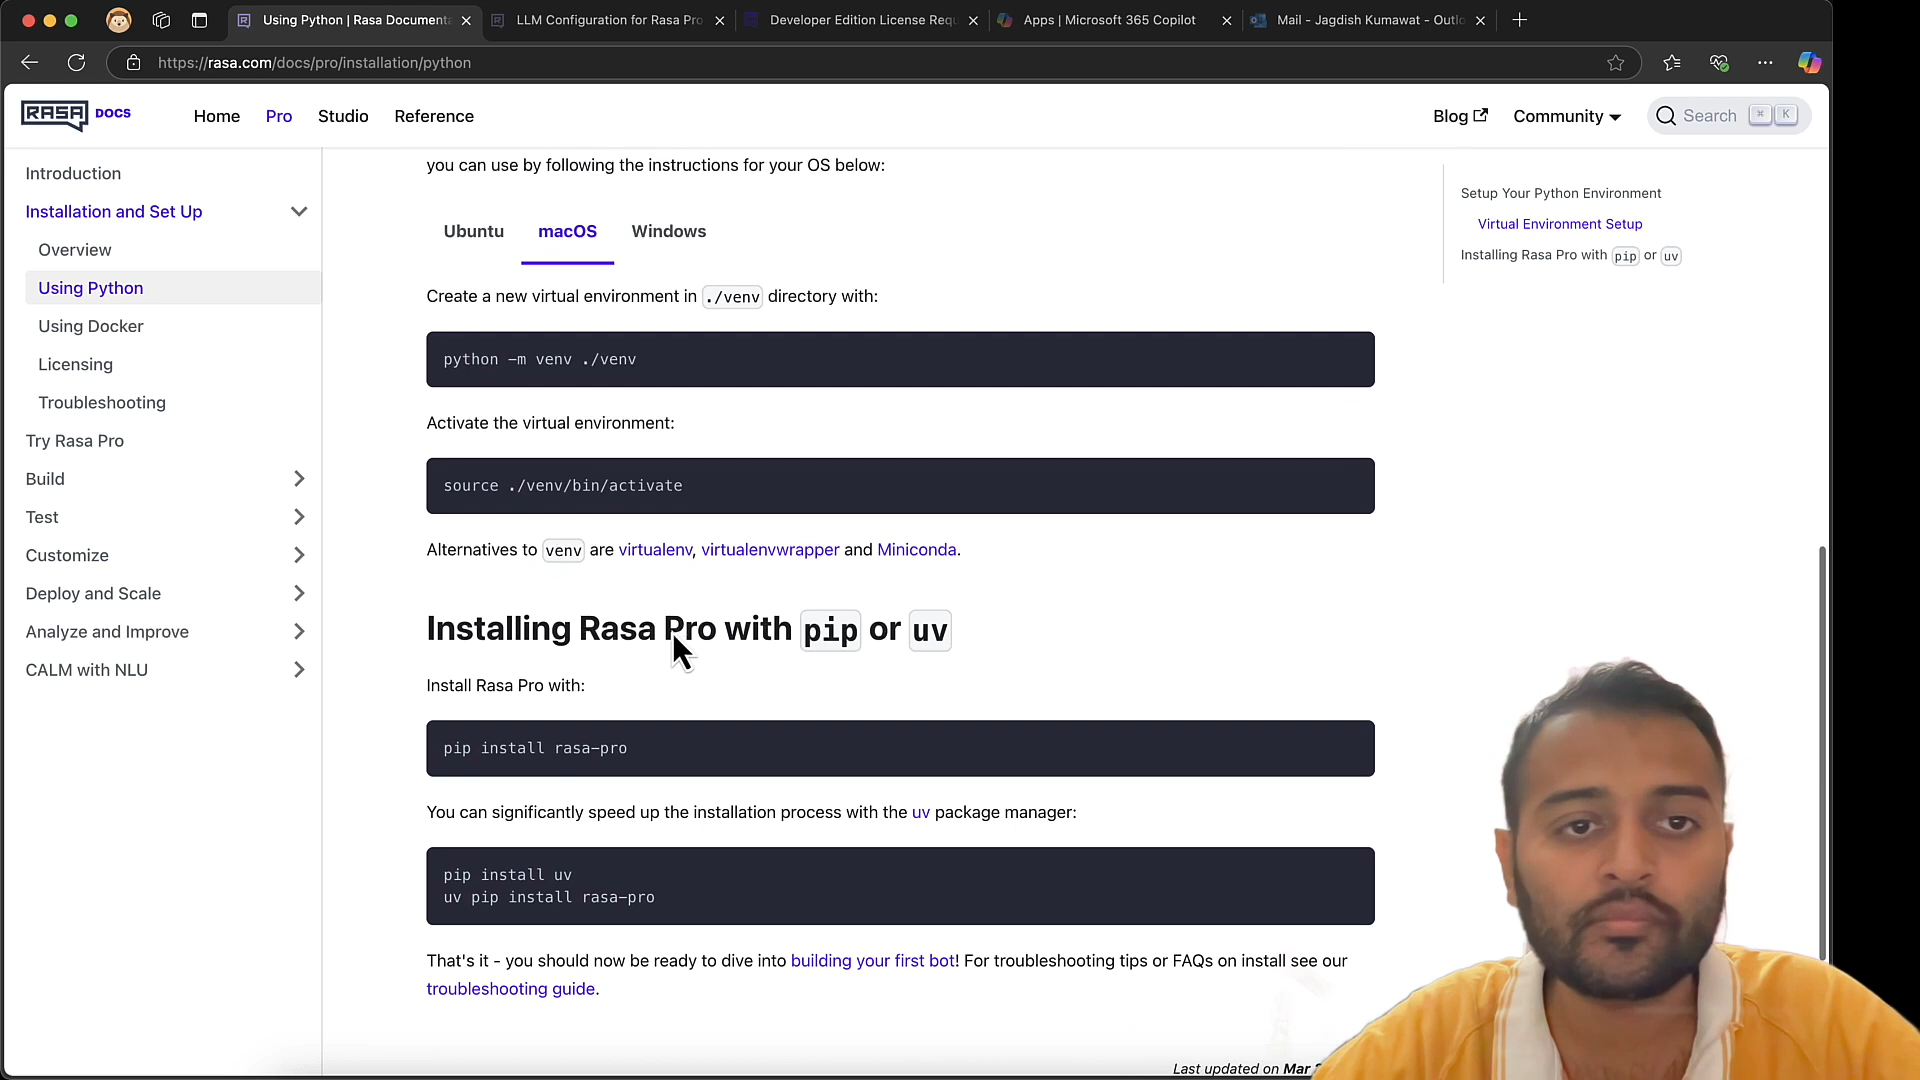 Using Python | Rasa Documenta
LLM Configuration for Rasa Pro
Developer Edition License Requ
Apps | Microsoft 365 Copilot
Mail - Jagdish Kumawat - Outlo
https://rasa.com/docs/pro/installation/python
RASA DOCS
Home
Pro
Studio
Reference
Blog
Community
Search
⌘ K
Introduction
Installation and Set Up
Overview
Using Python
Using Docker
Licensing
Troubleshooting
Try Rasa Pro
Build
Test
Customize
Deploy and Scale
Analyze and Improve
CALM with NLU
you can use by following the instructions for your OS below:
Ubuntu
macOS
Windows
Create a new virtual environment in ./venv directory with:
python -m venv ./venv
Activate the virtual environment:
source ./venv/bin/activate
Alternatives to venv are virtualenv, virtualenvwrapper and Miniconda.
Installing Rasa Pro with pip or uv
Install Rasa Pro with:
pip install rasa-pro
You can significantly speed up the installation process with the uv package manager:
pip install uv
uv pip install rasa-pro
That's it - you should now be ready to dive into building your first bot! For troubleshooting tips or FAQs on install see our
troubleshooting guide.
Last updated on Mar
Setup Your Python Environment
Virtual Environment Setup
Installing Rasa Pro with pip or uv